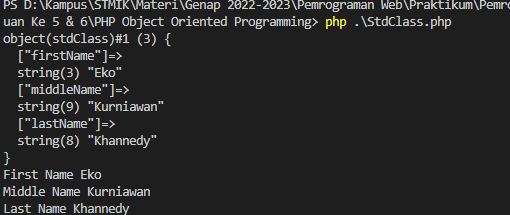 PS D:\Kampus\STMIK\Materi\Genap 2022-2023\Pemrograman Web\Praktikum\Pemro
uan Ke 5 & 6\PHP Object Oriented Programming> php .\StdClass.php
object(stdClass)#1 (3) {
  ["firstName"]=>
  string(3) "Eko"
  ["middleName"]=>
  string(9) "Kurniawan"
  ["lastName"]=>
  string(8) "Khannedy"
}
First Name Eko
Middle Name Kurniawan
Last Name Khannedy